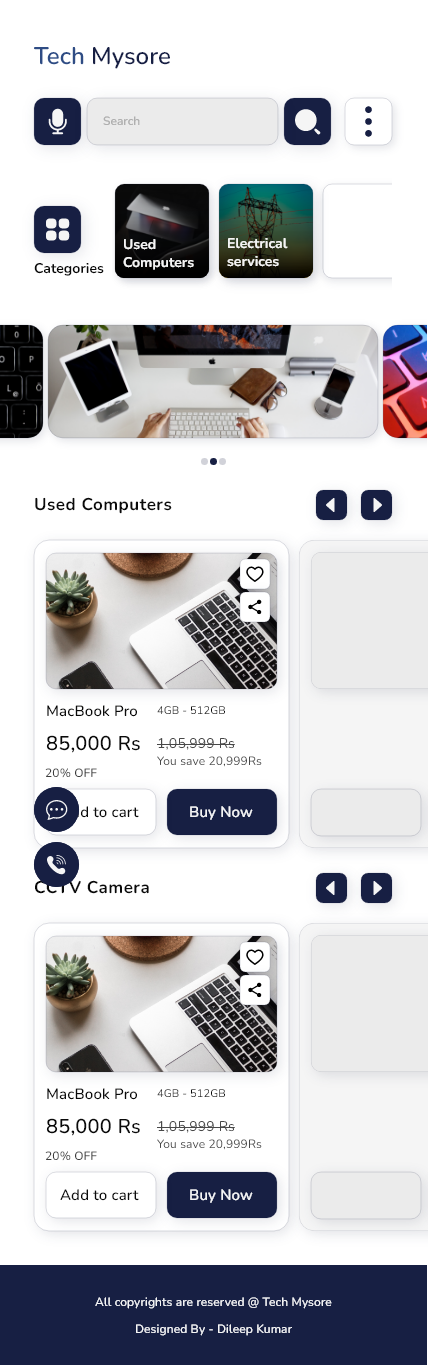 Tech Mysore
Search
Used
Computers
Electrical
services
Categories
Used Computers
MacBook Pro
4GB - 512GB
85,000 Rs
1,05,999 Rs
You save 20,999Rs
20% OFF
d to cart
Buy Now
CCTV Camera
MacBook Pro
4GB - 512GB
85,000 Rs
1,05,999 Rs
You save 20,999Rs
20% OFF
Add to cart
Buy Now
All copyrights are reserved @ Tech Mysore
Designed By - Dileep Kumar